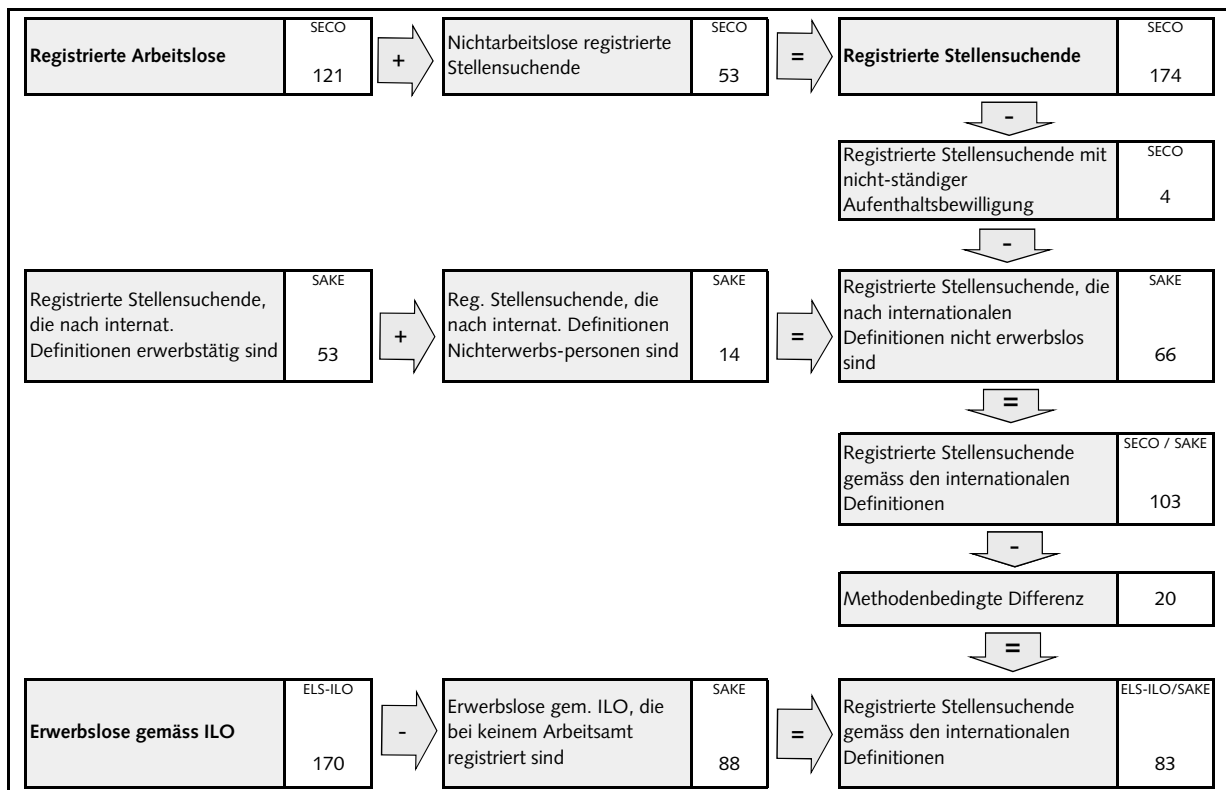 SECO
Registrierte Arbeitslose
121
+
SECO
Nichtarbeitslose registrierte
Stellensuchende
53
=
SECO
Registrierte Stellensuchende
174
-
Registrierte Stellensuchende mit
nicht-ständiger
Aufenthaltsbewilligung
SECO
4
-
SAKE
Registrierte Stellensuchende,
die nach internat.
Definitionen erwerbstätig sind
53
+
SAKE
Reg. Stellensuchende, die
nach internat. Definitionen
Nichterwerbs-personen sind
14
=
SAKE
Registrierte Stellensuchende, die
nach internationalen
Definitionen nicht erwerbslos
sind
66
=
SECO / SAKE
Registrierte Stellensuchende
gemäss den internationalen
Definitionen
103
-
Methodenbedingte Differenz
20
=
ELS-ILO
Erwerbslose gemäss ILO
170
-
SAKE
Erwerbslose gem. ILO, die
bei keinem Arbeitsamt
registriert sind
88
=
ELS-ILO/SAKE
Registrierte Stellensuchende
gemäss den internationalen
Definitionen
83